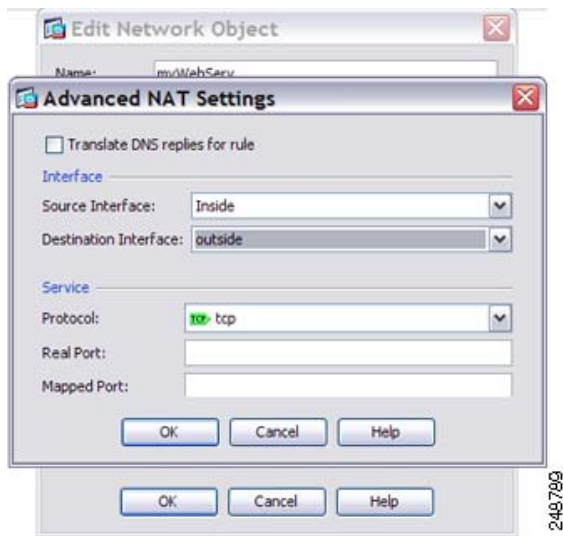 Edit Network Object
Name: myWebServ
Advanced NAT Settings
Translate DNS replies for rule
Interface
Source Interface: Inside
Destination Interface: outside
Service
Protocol: TCP tcp
Real Port:
Mapped Port:
OK Cancel Help
OK Cancel Help
248789